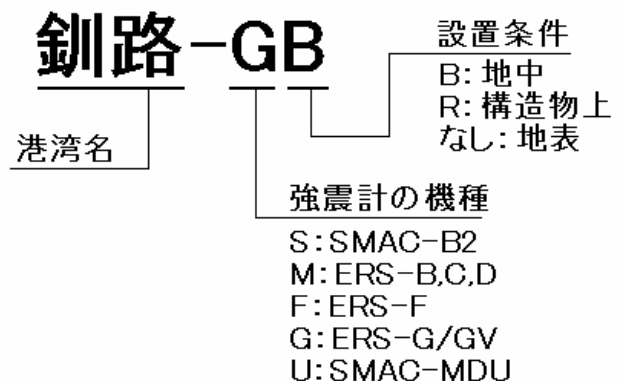 釧路-GB
港湾名
設置条件
B:地中
R:構造物上
なし:地表
強震計の機種
S:SMAC-B2
M:ERS-B,C,D
F:ERS-F
G:ERS-G/GV
U:SMAC-MDU